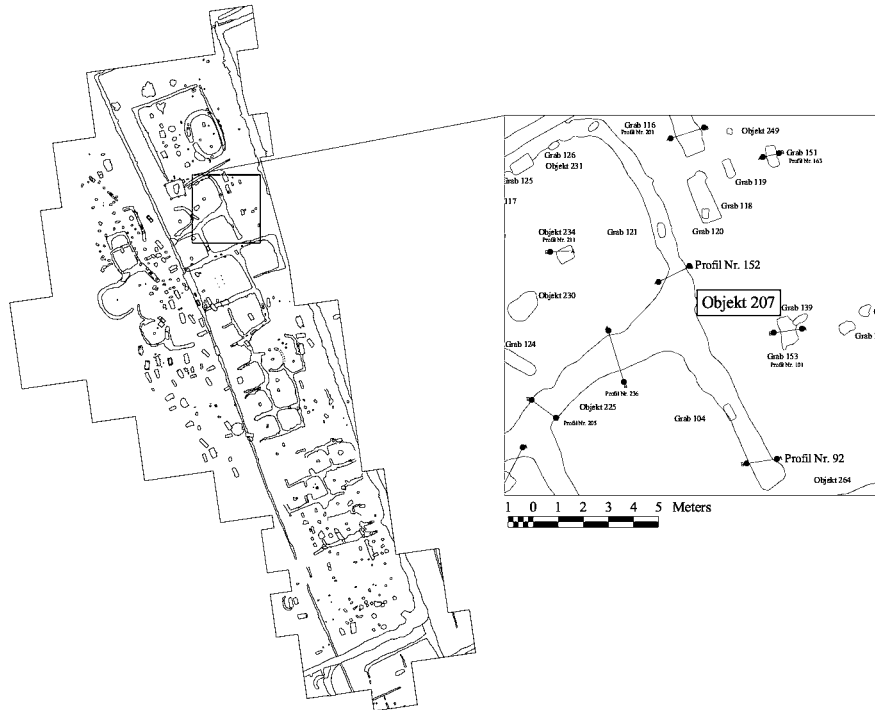 Grab 116
Profil Nr. 201
Objekt 249
Grab 151
Profil Nr. 163
Grab 126
Objekt 231
Grab 125
Grab 119
117
Grab 118
Objekt 234
Profil Nr. 211
Grab 121
Grab 120
Profil Nr. 152
Objekt 230
Objekt 207
Grab 139
Grab 124
Grab 153
Profil Nr. 101
Grab
Profil Nr. 236
Objekt 225
Profil Nr. 205
Grab 104
Profil Nr. 92
Objekt 264
1 0 1 2 3 4 5 Meters